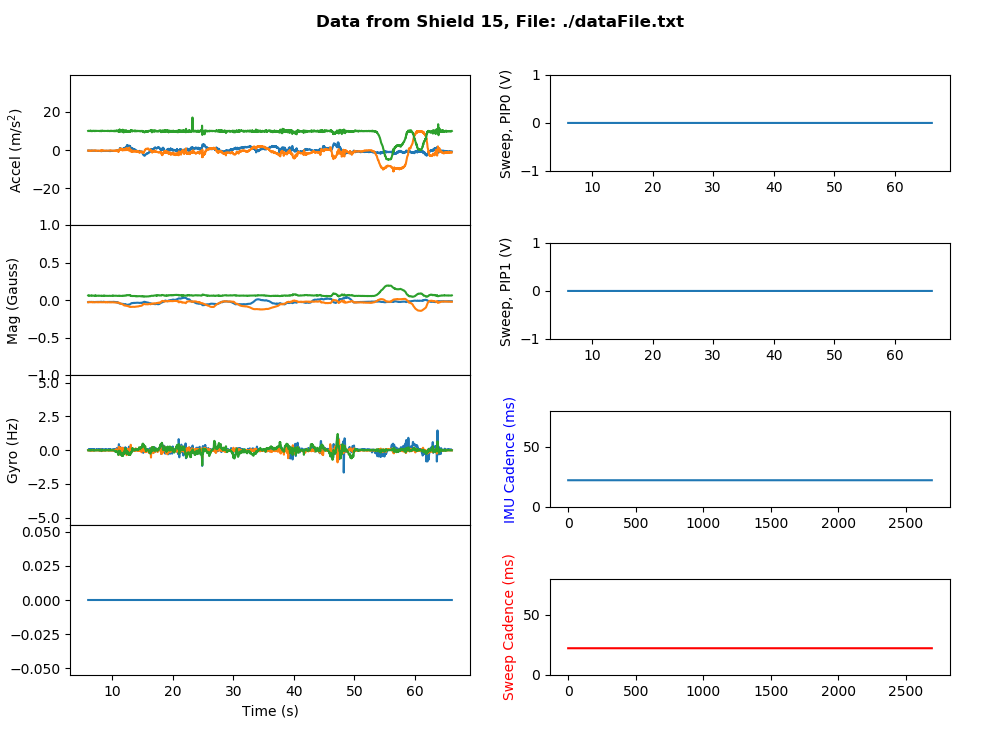 Data from Shield 15, File: ./dataFile.txt
Accel (m/s²)
20
0
−20
Mag (Gauss)
1.0
0.5
0.0
−0.5
−1.0
Gyro (Hz)
5.0
2.5
0.0
−2.5
−5.0
0.050
0.025
0.000
−0.025
−0.050
10 20 30 40 50 60
Time (s)
Sweep, PIP0 (V)
1
0
−1
10 20 30 40 50 60
Sweep, PIP1 (V)
1
0
−1
10 20 30 40 50 60
IMU Cadence (ms)
50
0
0 500 1000 1500 2000 2500
Sweep Cadence (ms)
50
0
0 500 1000 1500 2000 2500